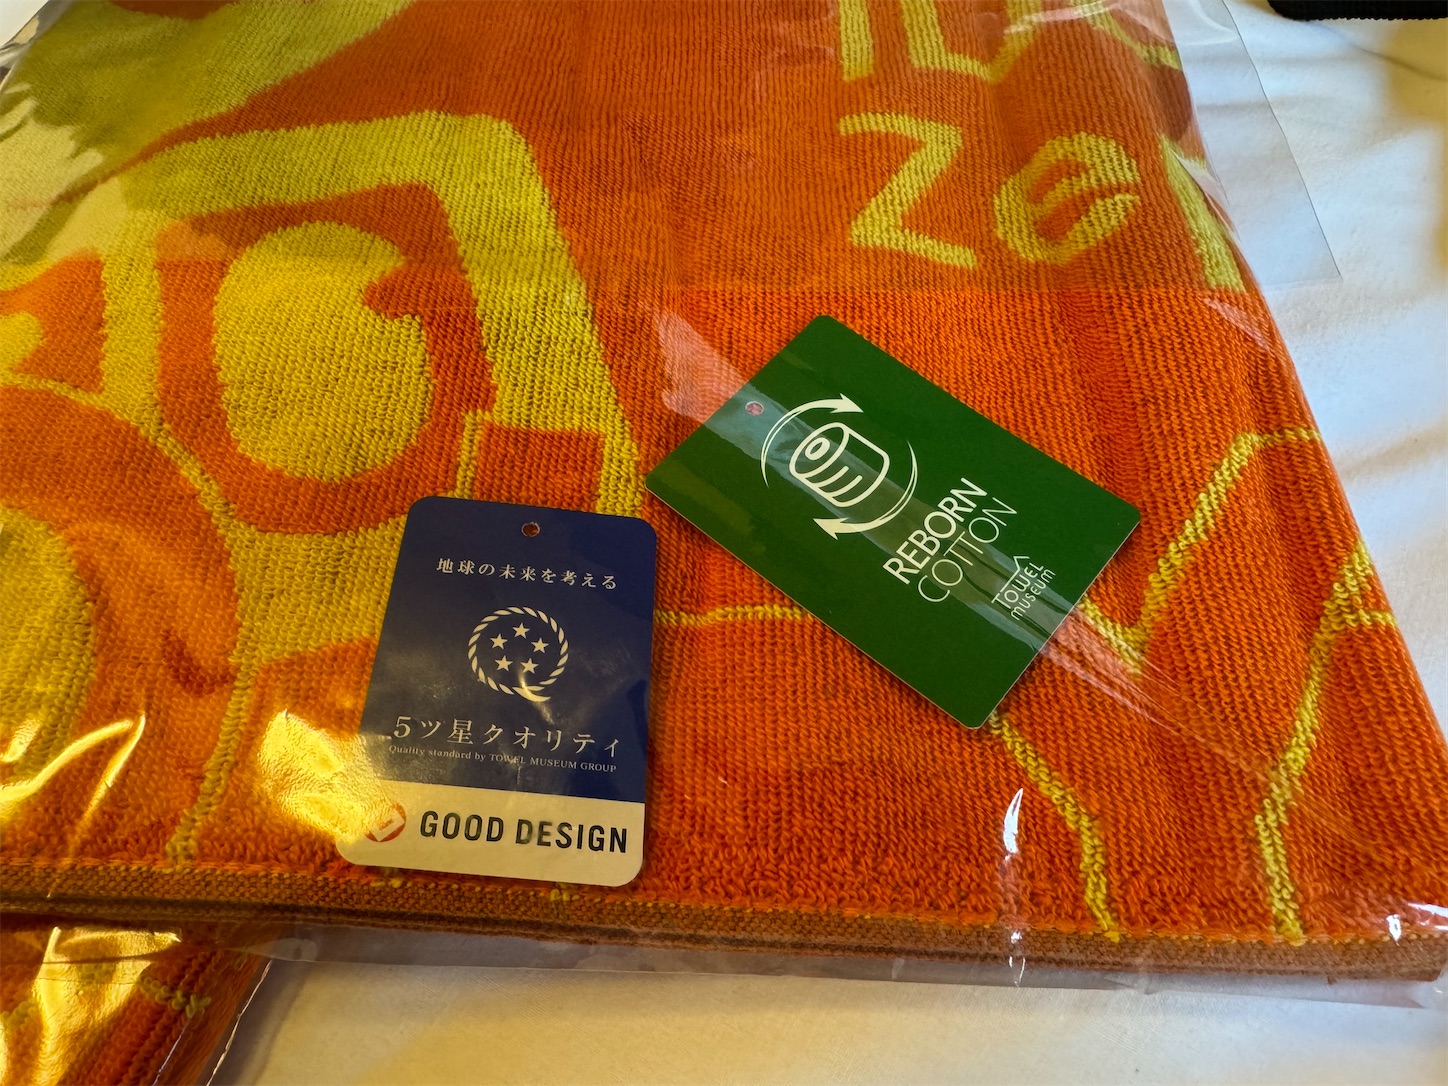 地球の未来を考える
5ツ星クオリティ
Quality standard by TOWEL MUSEUM GROUP
GOOD DESIGN
REBORN
COTTON
TOWEL
MUSEUM